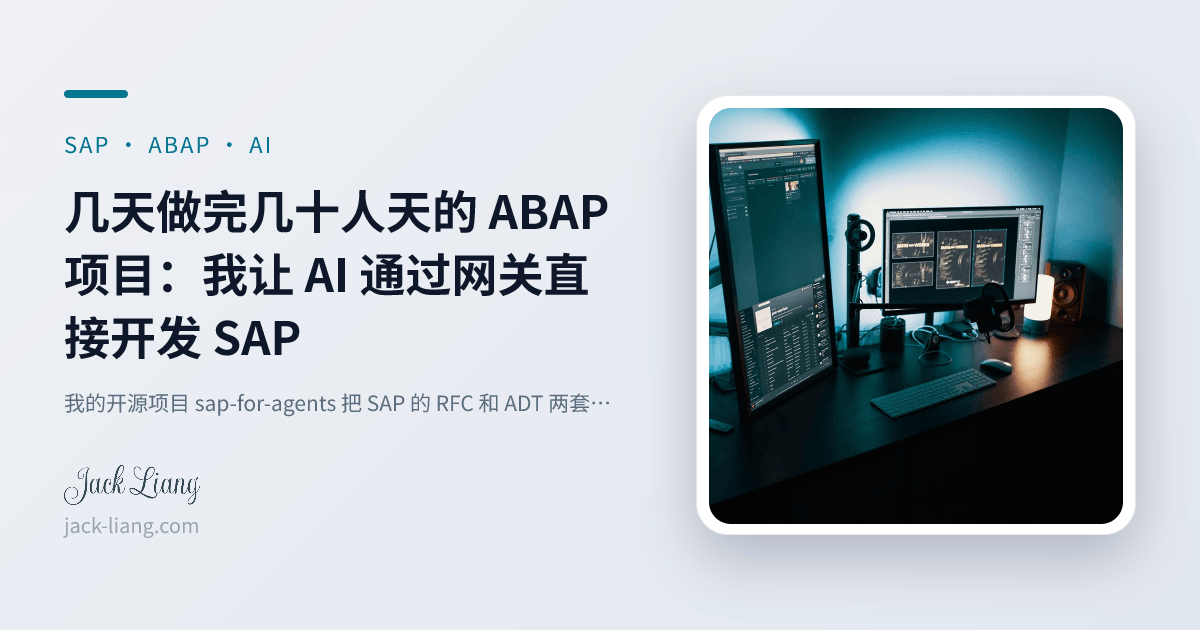 SAP · ABAP · AI
几天做完几十人天的 ABAP
项目：我让 AI 通过网关直
接开发 SAP
我的开源项目 sap-for-agents 把 SAP 的 RFC 和 ADT 两套…
Jack Liang
jack-liang.com